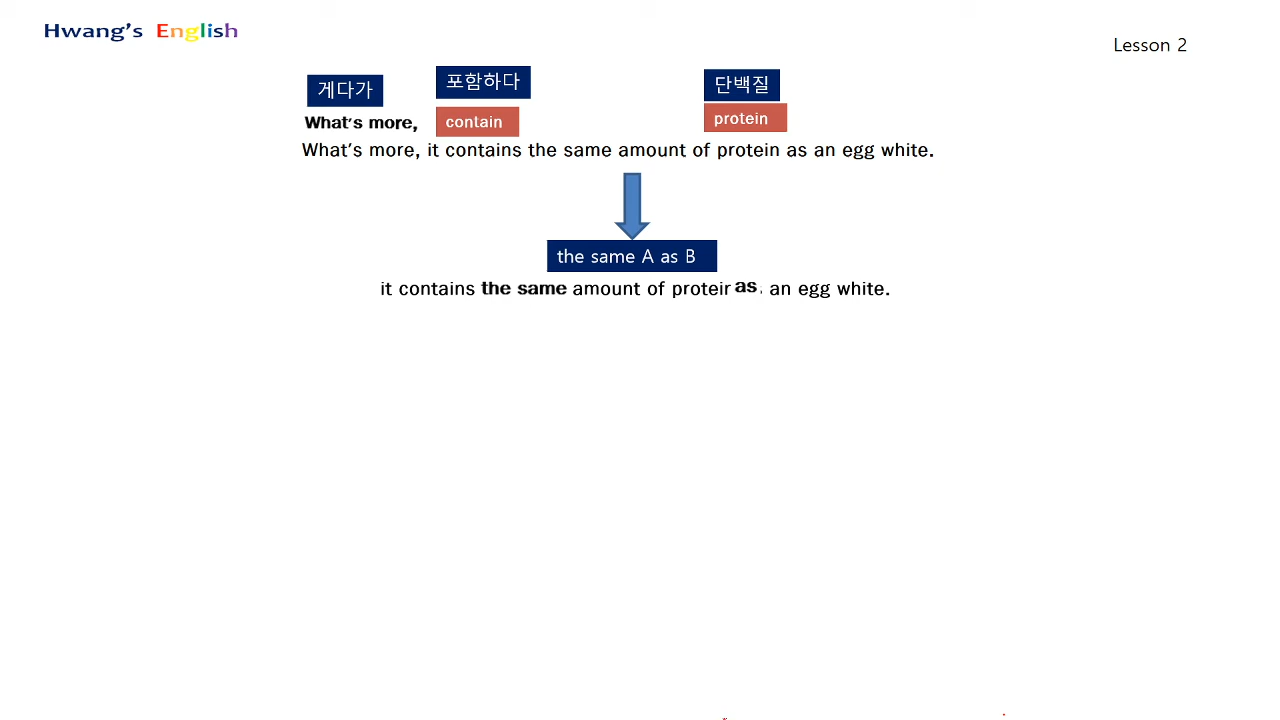 Hwang's English
Lesson 2
게다가 포함하다 단백질
What's more, contain protein
What's more, it contains the same amount of protein as an egg white.
the same A as B
it contains the same amount of proteir as. an egg white.